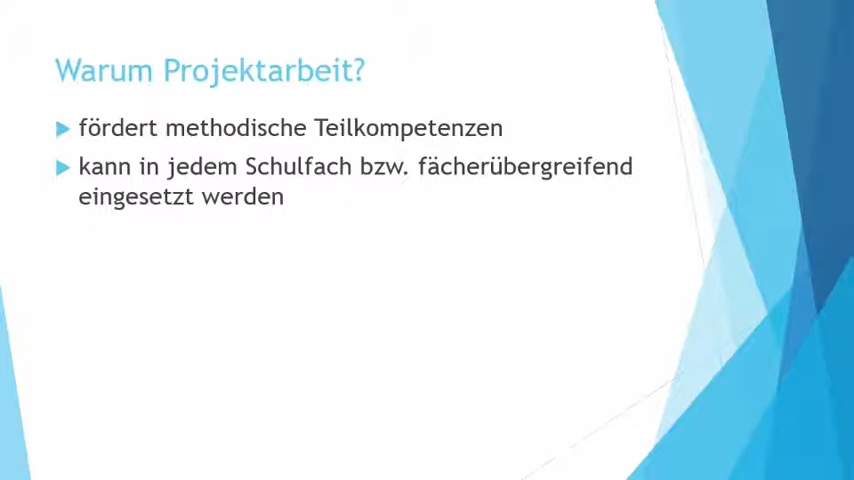 Warum Projektarbeit?
fördert methodische Teilkompetenzen
kann in jedem Schulfach bzw. fächerübergreifend
eingesetzt werden